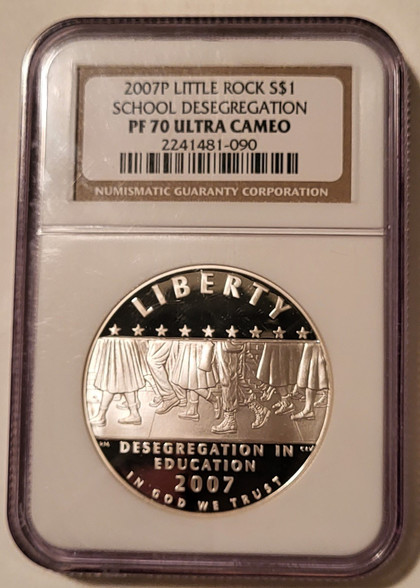 2007P LITTLE ROCK S$1
SCHOOL DESEGREGATION
PF 70 ULTRA CAMEO
2241481-090
NUMISMATIC GUARANTY CORPORATION
LIBERTY
DESEGREGATION IN
EDUCATION
2007
IN GOD WE TRUST